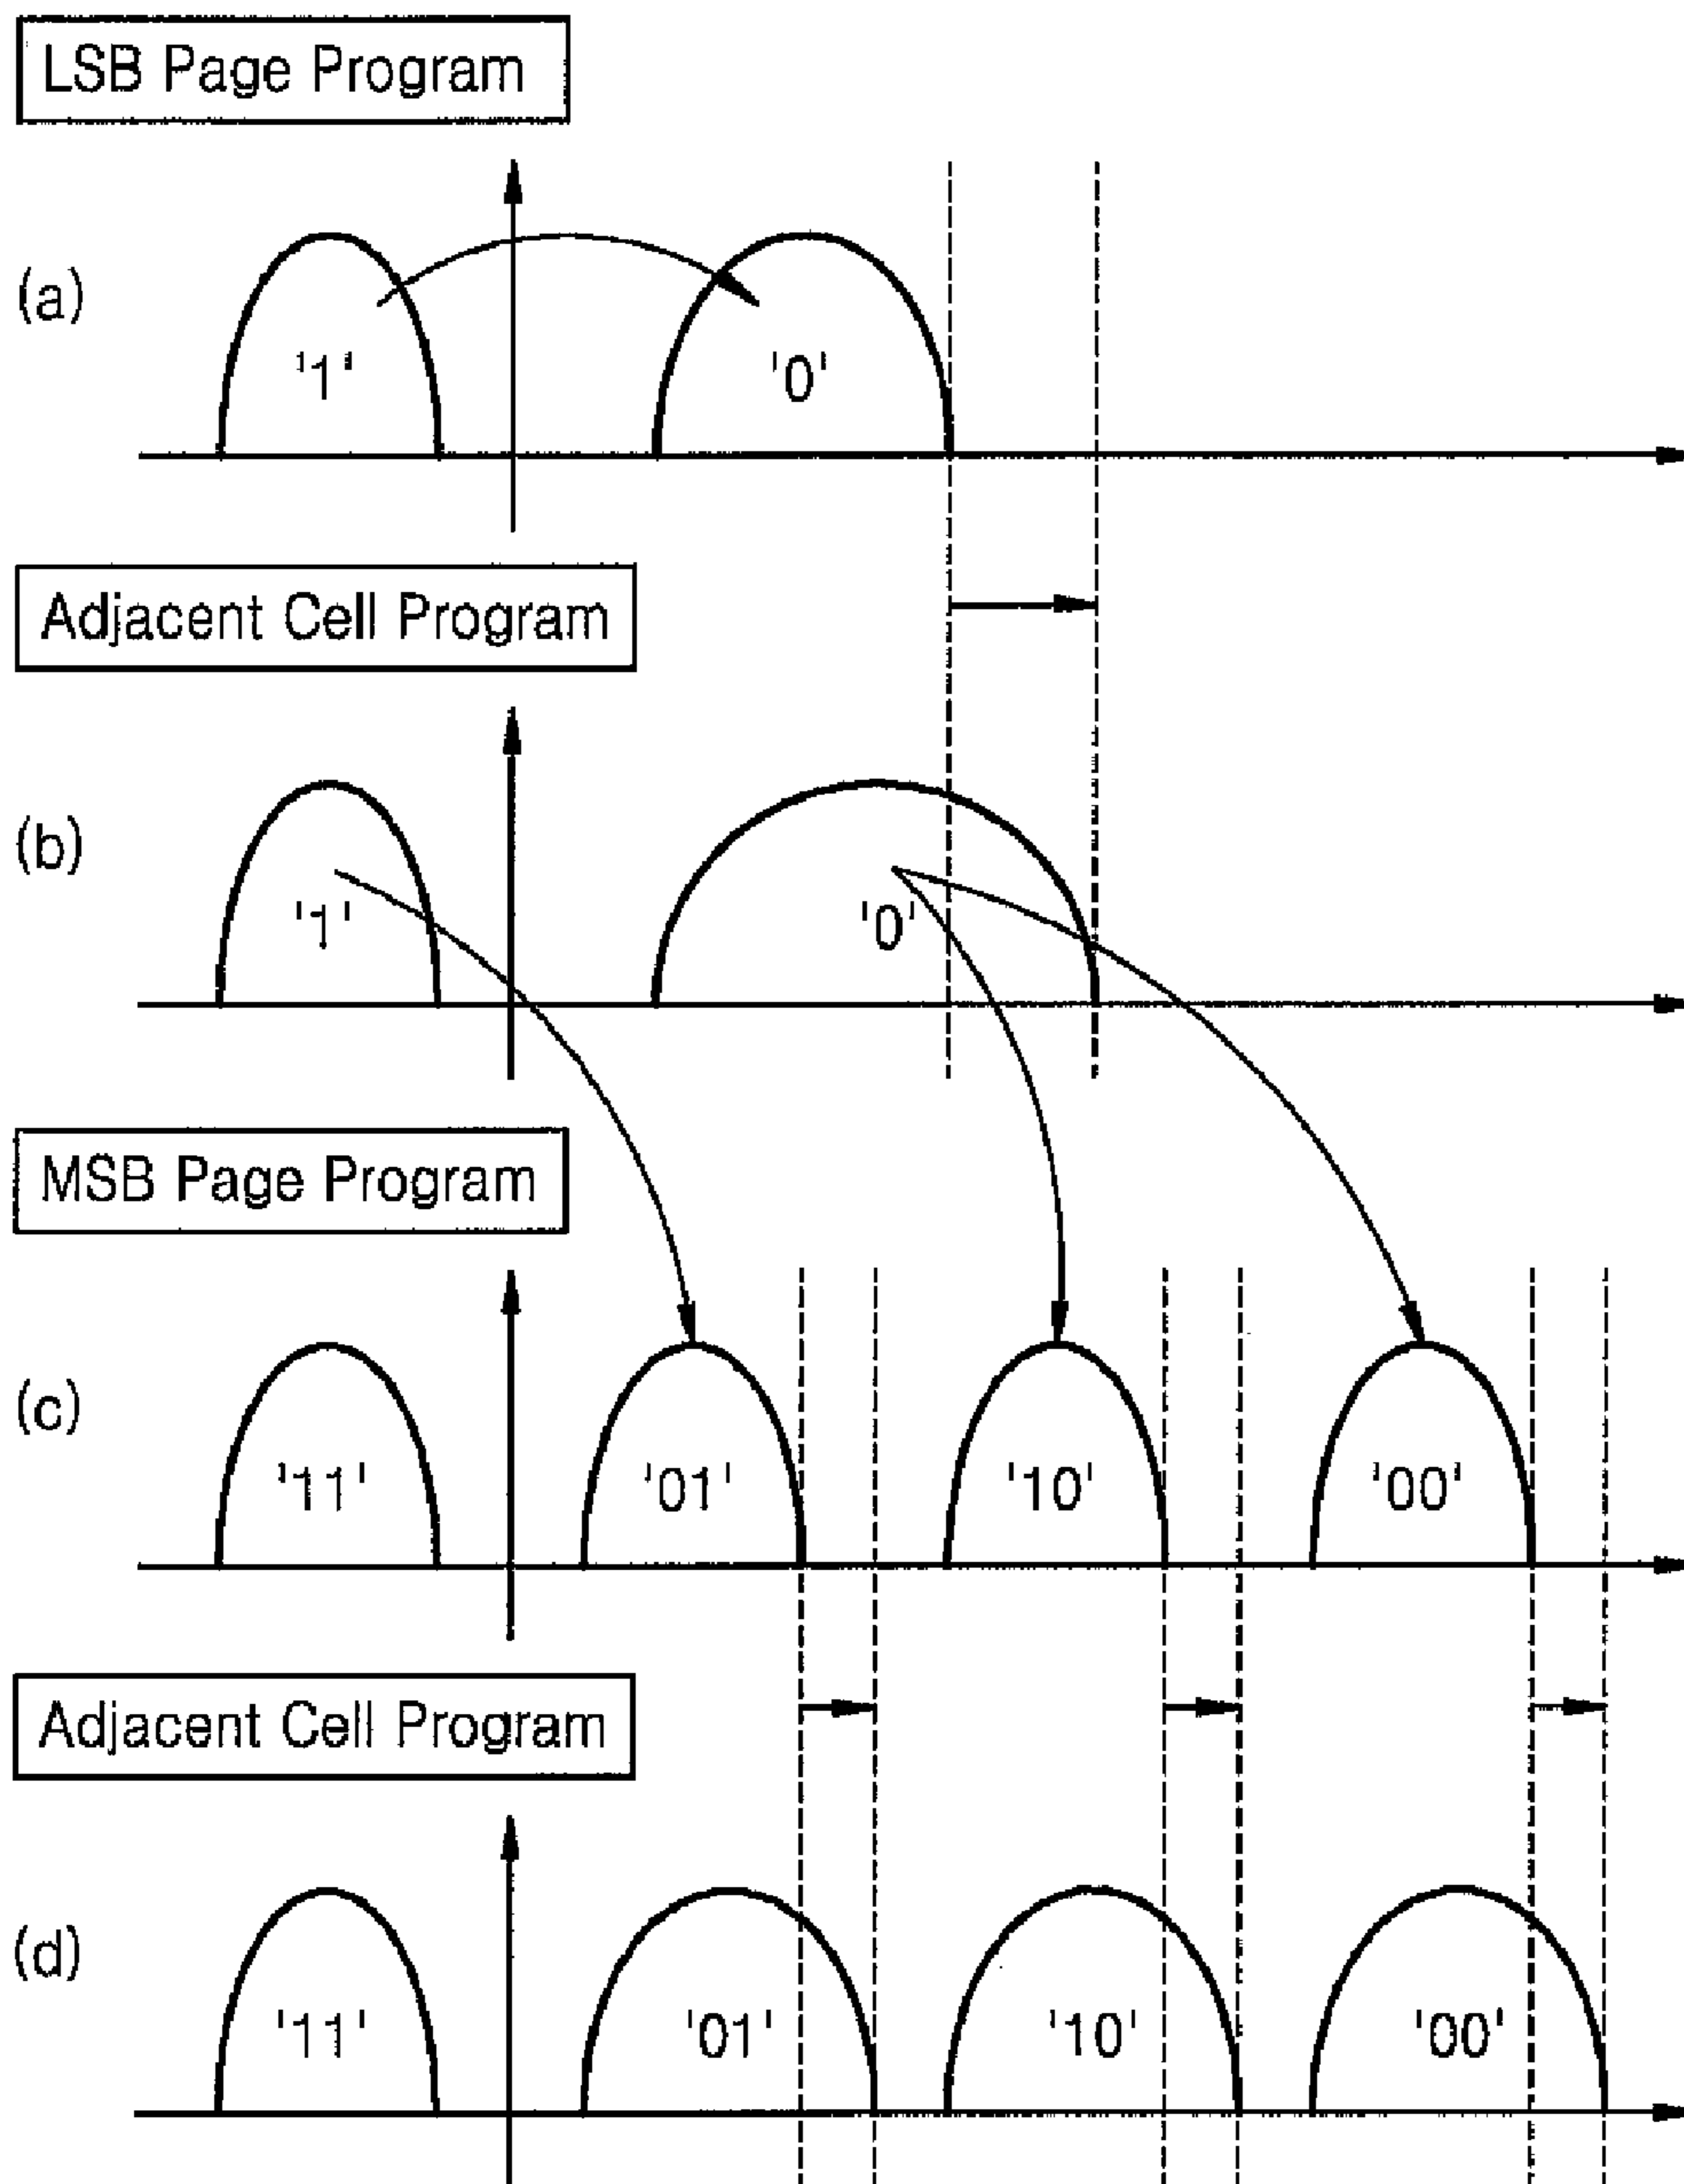 LSB Page Program
(a)
'1' '0'
Adjacent Cell Program
(b)
'1' '0'
MSB Page Program
(c)
'11' '01' '10' '00'
Adjacent Cell Program
(d)
'11' '01' '10' '00'